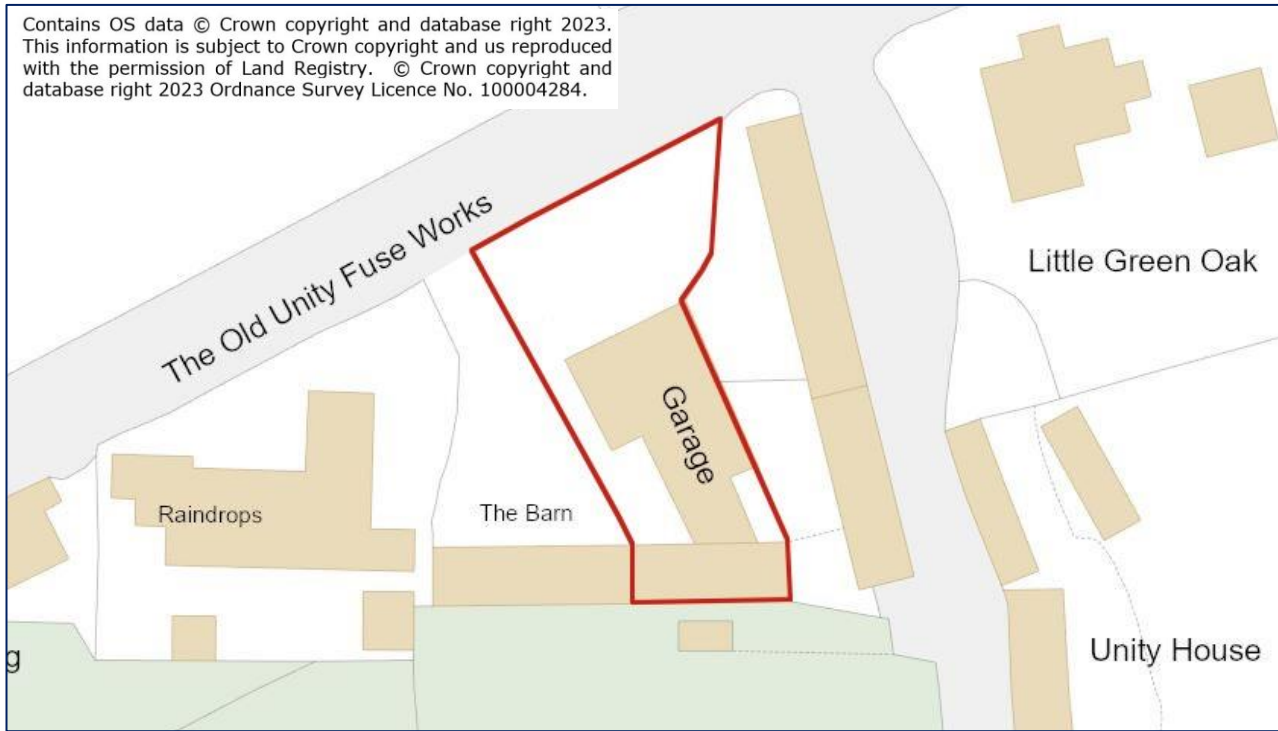 Contains OS data © Crown copyright and database right 2023.
This information is subject to Crown copyright and us reproduced
with the permission of Land Registry. © Crown copyright and
database right 2023 Ordnance Survey Licence No. 100004284.
The Old Unity Fuse Works
Little Green Oak
Garage
Raindrops
The Barn
Unity House
g